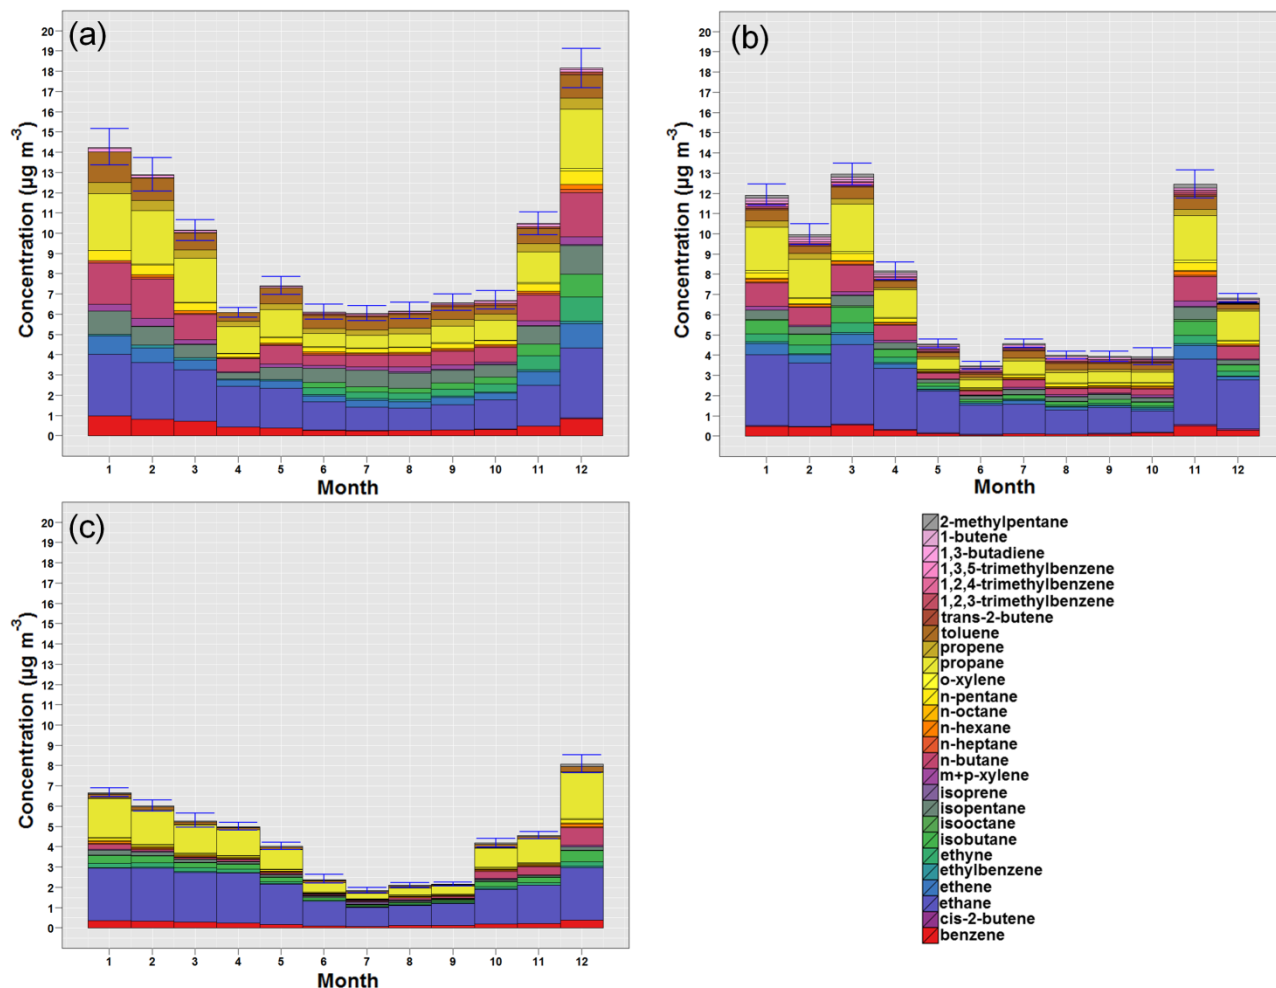 (a)
20
19
18
17
16
15
14
13
12
11
10
9
8
7
6
5
4
3
2
1
0
Concentration (µg m⁻³)
1 2 3 4 5 6 7 8 9 10 11 12
Month
(b)
20
19
18
17
16
15
14
13
12
11
10
9
8
7
6
5
4
3
2
1
0
Concentration (µg m⁻³)
1 2 3 4 5 6 7 8 9 10 11 12
Month
(c)
20
19
18
17
16
15
14
13
12
11
10
9
8
7
6
5
4
3
2
1
0
Concentration (µg m⁻³)
1 2 3 4 5 6 7 8 9 10 11 12
Month
2-methylpentane
1-butene
1,3-butadiene
1,3,5-trimethylbenzene
1,2,4-trimethylbenzene
1,2,3-trimethylbenzene
trans-2-butene
toluene
propene
propane
o-xylene
n-pentane
n-octane
n-hexane
n-heptane
n-butane
m+p-xylene
isoprene
isopentane
isooctane
isobutane
ethyne
ethylbenzene
ethene
ethane
cis-2-butene
benzene